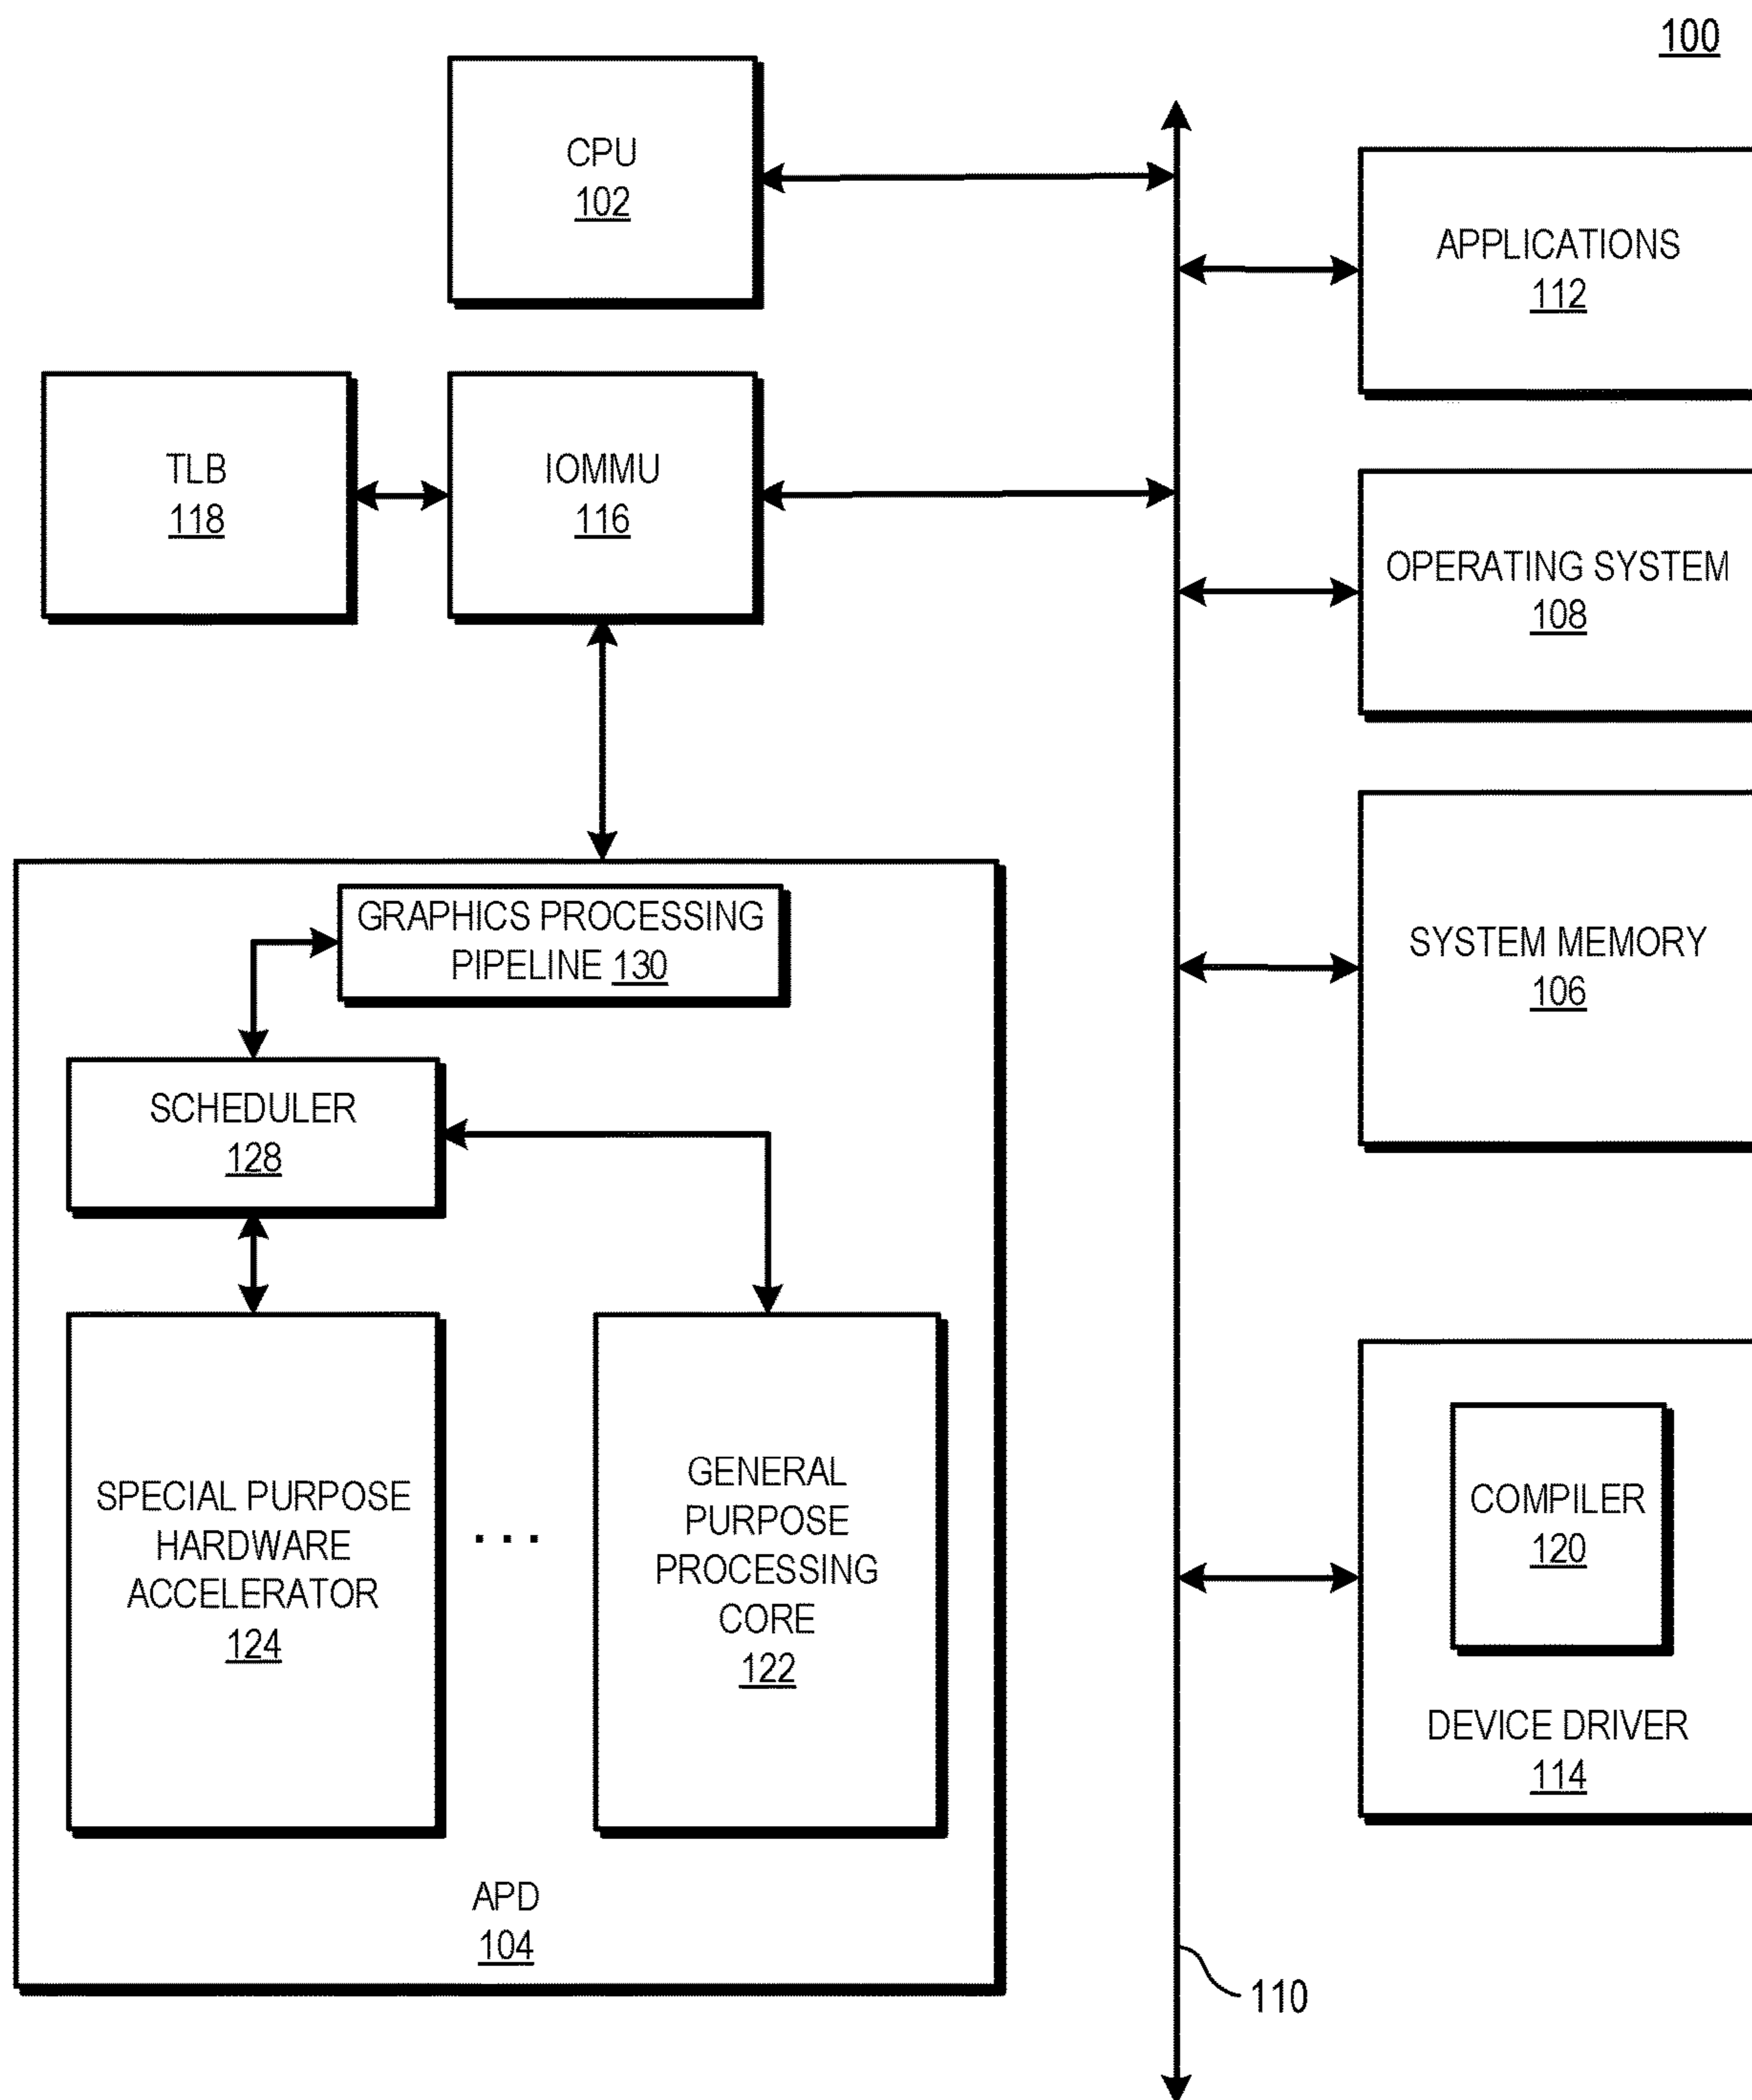 100
CPU
102
APPLICATIONS
112
TLB
118
IOMMU
116
OPERATING SYSTEM
108
GRAPHICS PROCESSING
PIPELINE 130
SYSTEM MEMORY
106
SCHEDULER
128
SPECIAL PURPOSE
HARDWARE
ACCELERATOR
124
...
GENERAL
PURPOSE
PROCESSING
CORE
122
COMPILER
120
DEVICE DRIVER
114
APD
104
110